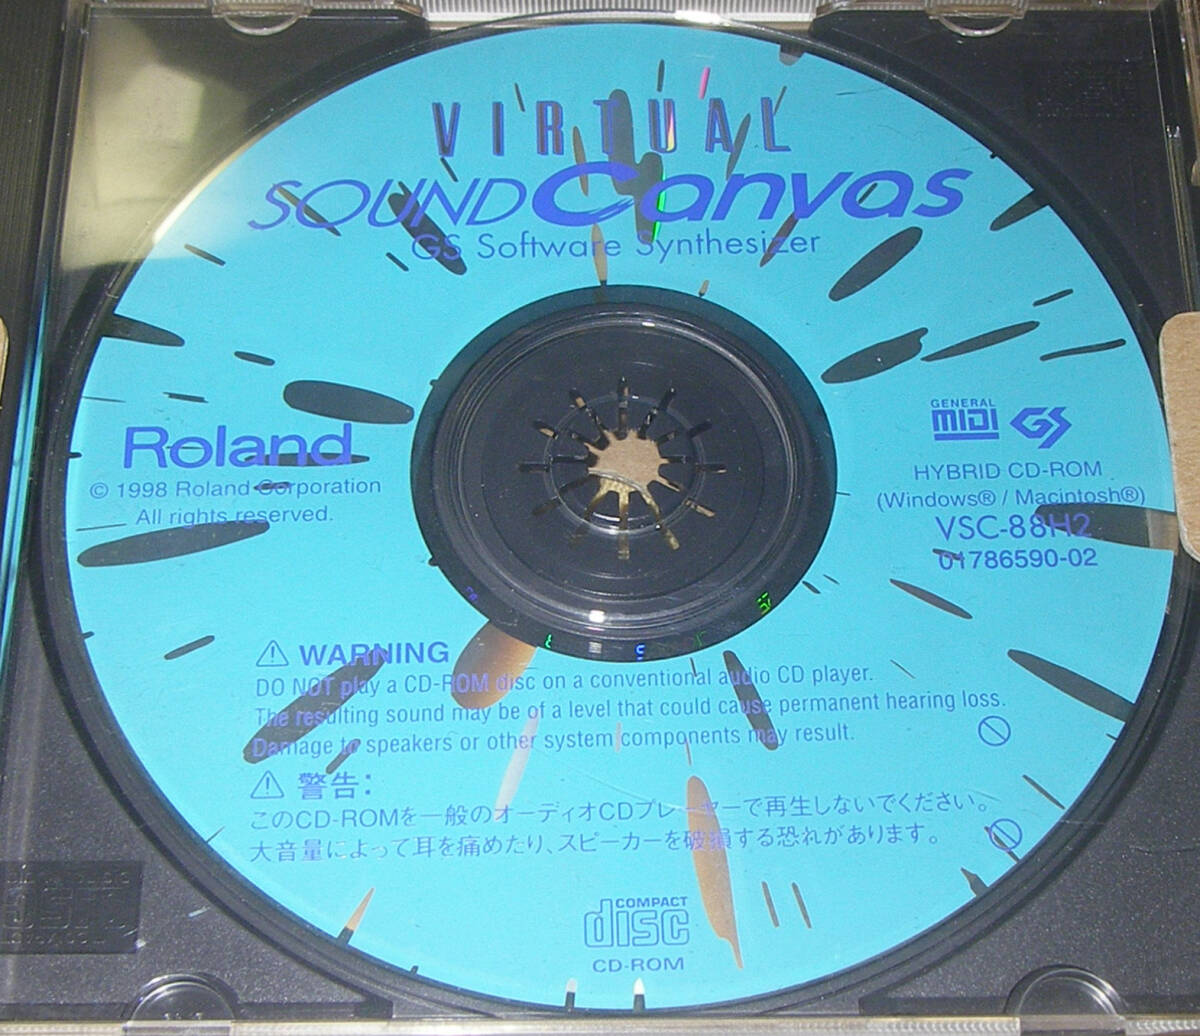 VIRTUAL
SOUND Canvas
GS Software Synthesizer
Roland
© 1998 Roland Corporation
All rights reserved.
GENERAL
MIDI GS
HYBRID CD-ROM
(Windows® / Macintosh®)
VSC-88H2
01786590-02
⚠ WARNING
DO NOT play a CD-ROM disc on a conventional audio CD player.
The resulting sound may be of a level that could cause permanent hearing loss.
Damage to speakers or other system components may result.
⚠ 警告:
このCD-ROMを一般のオーディオCDプレーヤーで再生しないでください。
大音量によって耳を痛めたり、スピーカーを破損する恐れがあります。
COMPACT
disc
CD-ROM